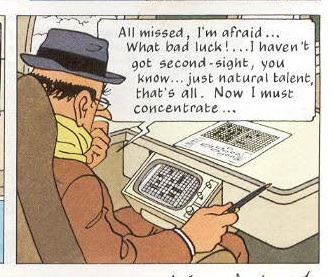 All missed, I'm afraid...
What bad luck!...I haven't
got second-sight, you
know...just natural talent,
that's all. Now I must
concentrate...